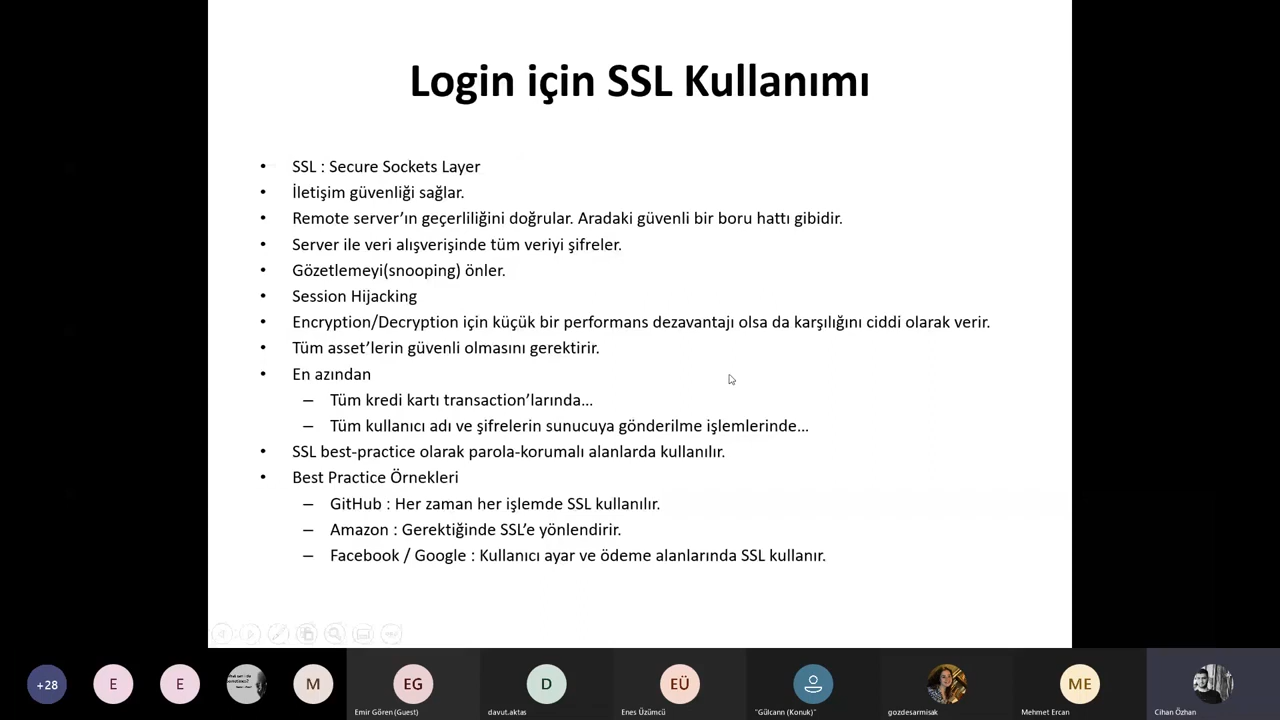 Login için SSL Kullanımı
• SSL : Secure Sockets Layer
• İletişim güvenliği sağlar.
• Remote server’ın geçerliliğini doğrular. Aradaki güvenli bir boru hattı gibidir.
• Server ile veri alışverişinde tüm veriyi şifreler.
• Gözetlemeyi(snooping) önler.
• Session Hijacking
• Encryption/Decryption için küçük bir performans dezavantajı olsa da karşılığını ciddi olarak verir.
• Tüm asset’lerin güvenli olmasını gerektirir.
• En azından
– Tüm kredi kartı transaction’larında…
– Tüm kullanıcı adı ve şifrelerin sunucuya gönderilme işlemlerinde…
• SSL best-practice olarak parola-korumalı alanlarda kullanılır.
• Best Practice Örnekleri
– GitHub : Her zaman her işlemde SSL kullanılır.
– Amazon : Gerektiğinde SSL’e yönlendirir.
– Facebook / Google : Kullanıcı ayar ve ödeme alanlarında SSL kullanır.
+28 E E M EG D EÜ ME
Emir Gören (Guest) davut.aktas Enes Üzümcü "Gülcann (Konuk)" gozdesarmisak Mehmet Ercan Cihan Özhan